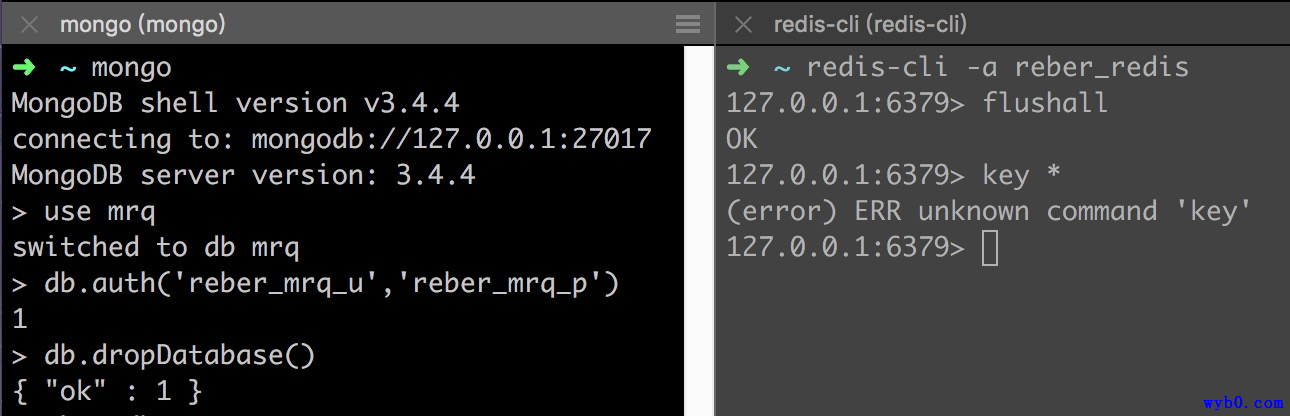 mongo (mongo)
➜ ~ mongo
MongoDB shell version v3.4.4
connecting to: mongodb://127.0.0.1:27017
MongoDB server version: 3.4.4
> use mrq
switched to db mrq
> db.auth('reber_mrq_u','reber_mrq_p')
1
> db.dropDatabase()
{ "ok" : 1 }
redis-cli (redis-cli)
➜ ~ redis-cli -a reber_redis
127.0.0.1:6379> flushall
OK
127.0.0.1:6379> key *
(error) ERR unknown command 'key'
127.0.0.1:6379>
wyb0.com